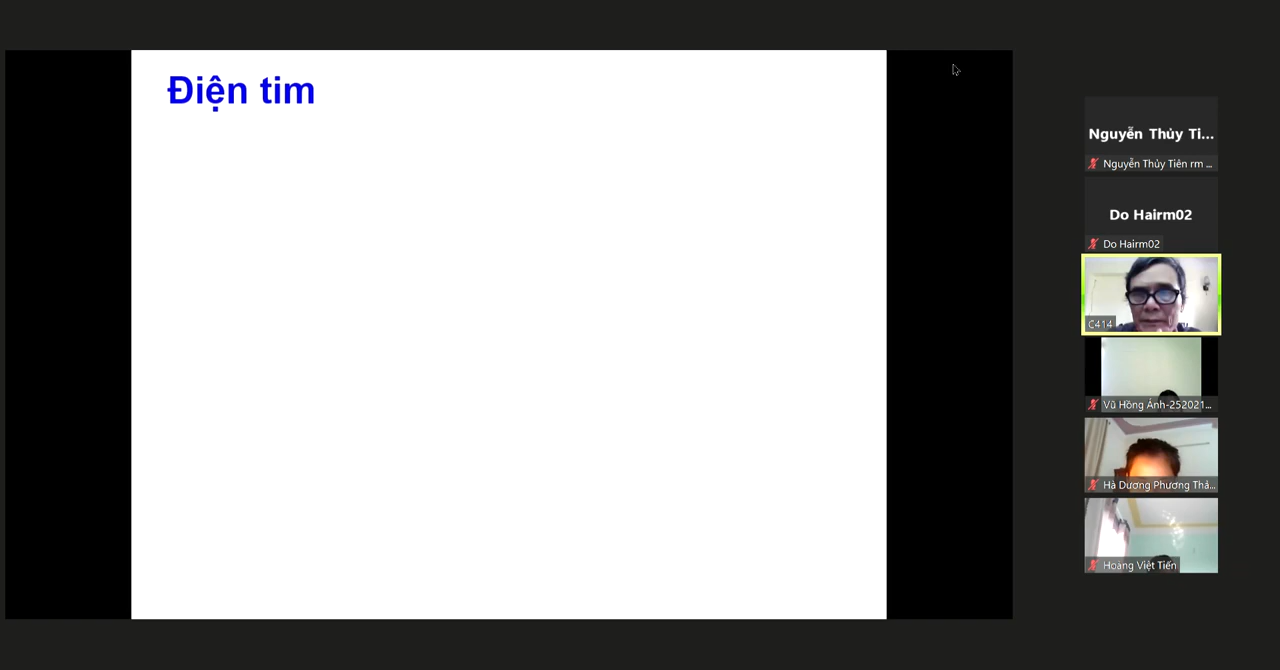 Điện tim
Nguyễn Thủy Ti...
Nguyễn Thủy Tiên rm ...
Do Hairm02
Do Hairm02
C414
Vũ Hồng Ánh-252021...
Hà Dương Phương Thả...
Hoàng Việt Tiến